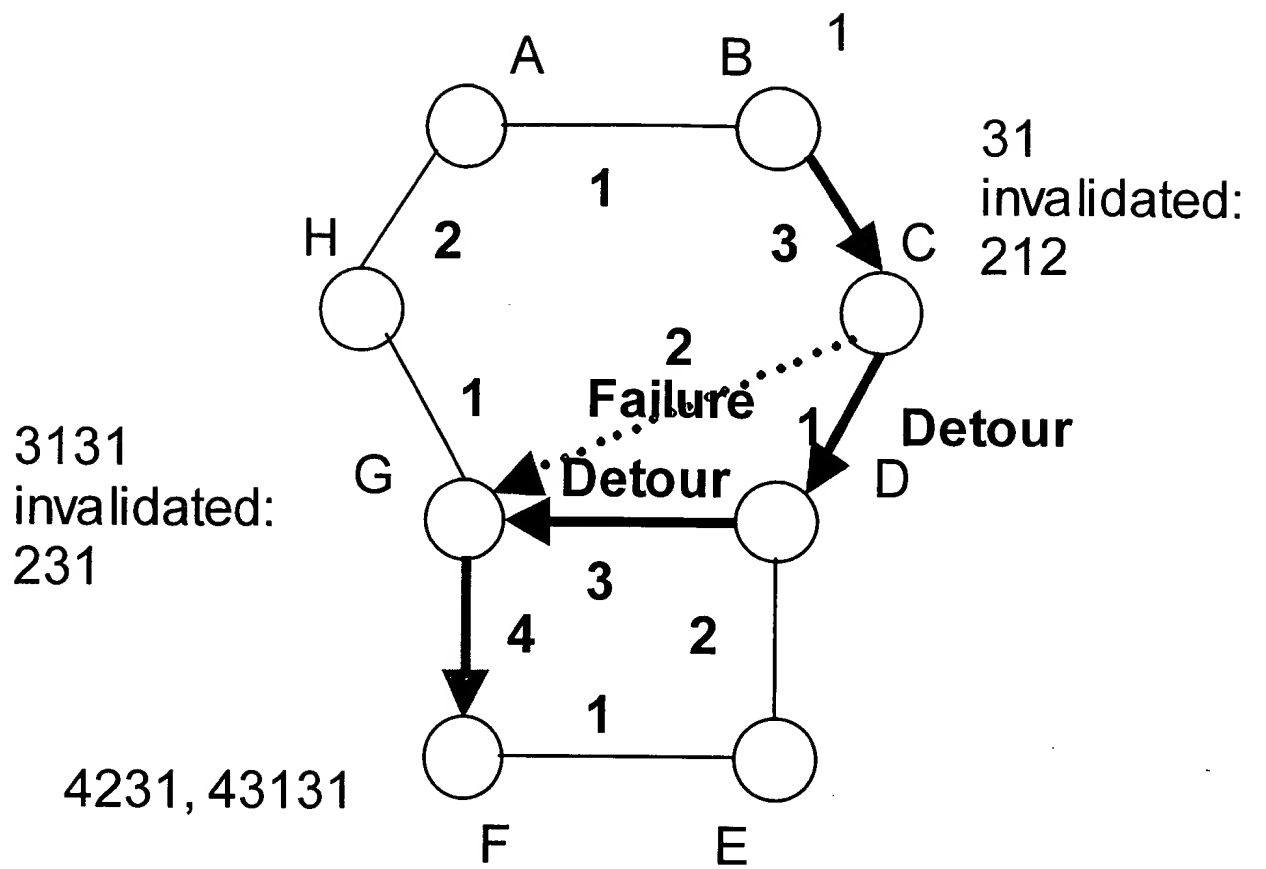 A
B
1
31
invalidated:
212
1
H
2
3
C
2
Failure
1
1
Detour
3131
invalidated:
231
G
Detour
D
3
4
2
1
4231, 43131
F
E